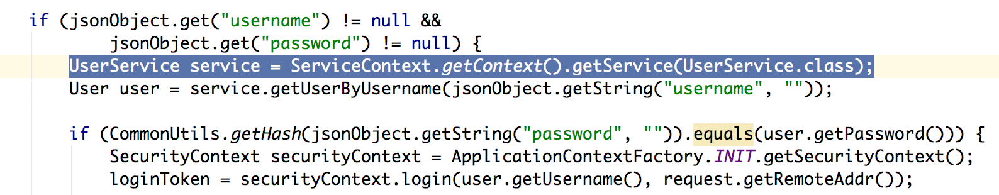 if (jsonObject.get("username") != null &&
jsonObject.get("password") != null) {
UserService service = ServiceContext.getContext().getService(UserService.class);
User user = service.getUserByUsername(jsonObject.getString("username", ""));
if (CommonUtils.getHash(jsonObject.getString("password", "")).equals(user.getPassword())) {
SecurityContext securityContext = ApplicationContextFactory.INIT.getSecurityContext();
loginToken = securityContext.login(user.getUsername(), request.getRemoteAddr());